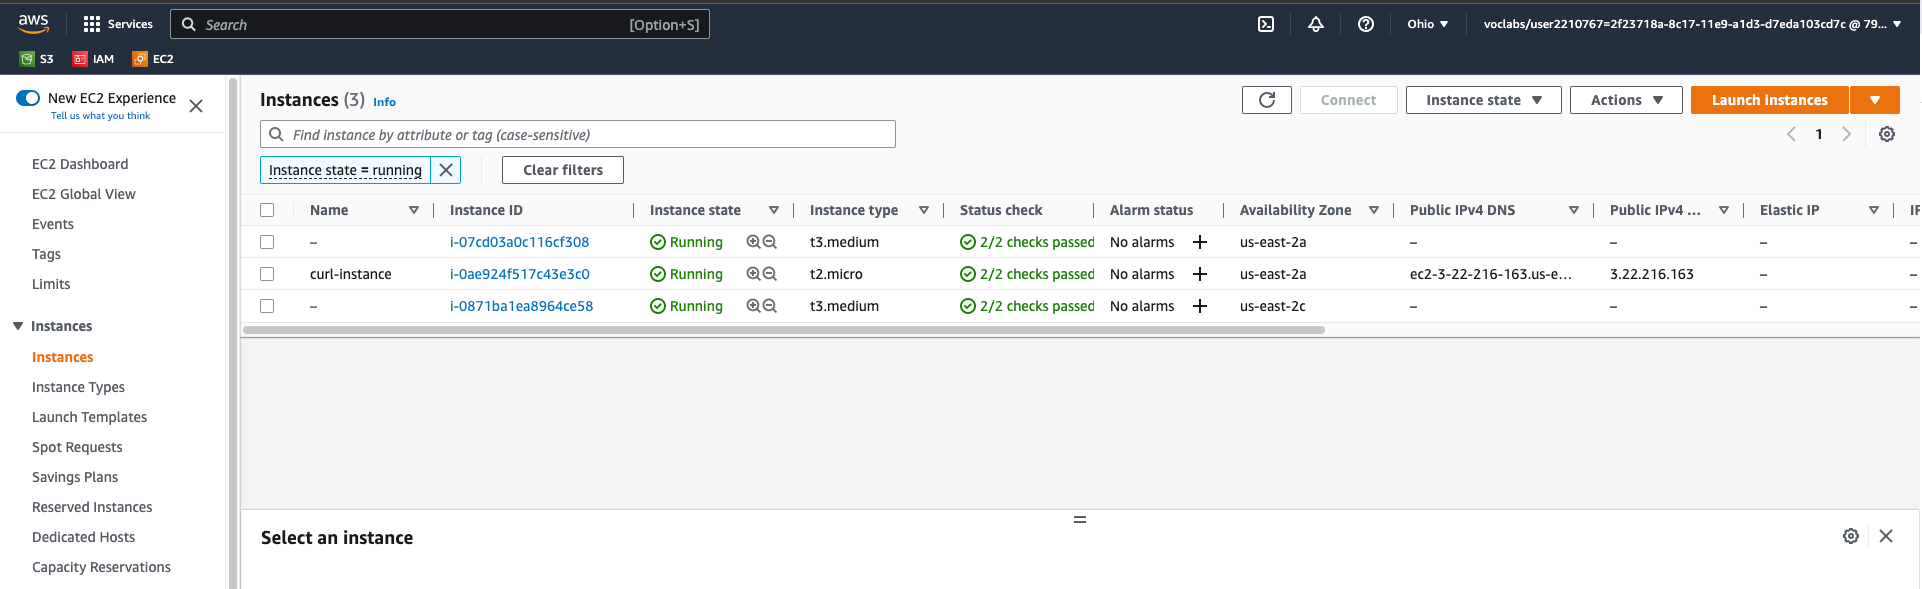 aws Services Search [Option+S] Ohio voclabs/user2210767=2f23718a-8c17-11e9-a1d3-d7eda103cd7c @ 79...
S3 IAM EC2
New EC2 Experience
Tell us what you think
EC2 Dashboard
EC2 Global View
Events
Tags
Limits
Instances
Instances
Instance Types
Launch Templates
Spot Requests
Savings Plans
Reserved Instances
Dedicated Hosts
Capacity Reservations
Instances (3) Info Connect Instance state Actions Launch instances
Find instance by attribute or tag (case-sensitive) 1
Instance state = running Clear filters
Name Instance ID Instance state Instance type Status check Alarm status Availability Zone Public IPv4 DNS Public IPv4 ... Elastic IP
– i-07cd03a0c116cf308 Running t3.medium 2/2 checks passed No alarms us-east-2a – – – –
curl-instance i-0ae924f517c43e3c0 Running t2.micro 2/2 checks passed No alarms us-east-2a ec2-3-22-216-163.us-e... 3.22.216.163 – –
– i-0871ba1ea8964ce58 Running t3.medium 2/2 checks passed No alarms us-east-2c – – – –
Select an instance